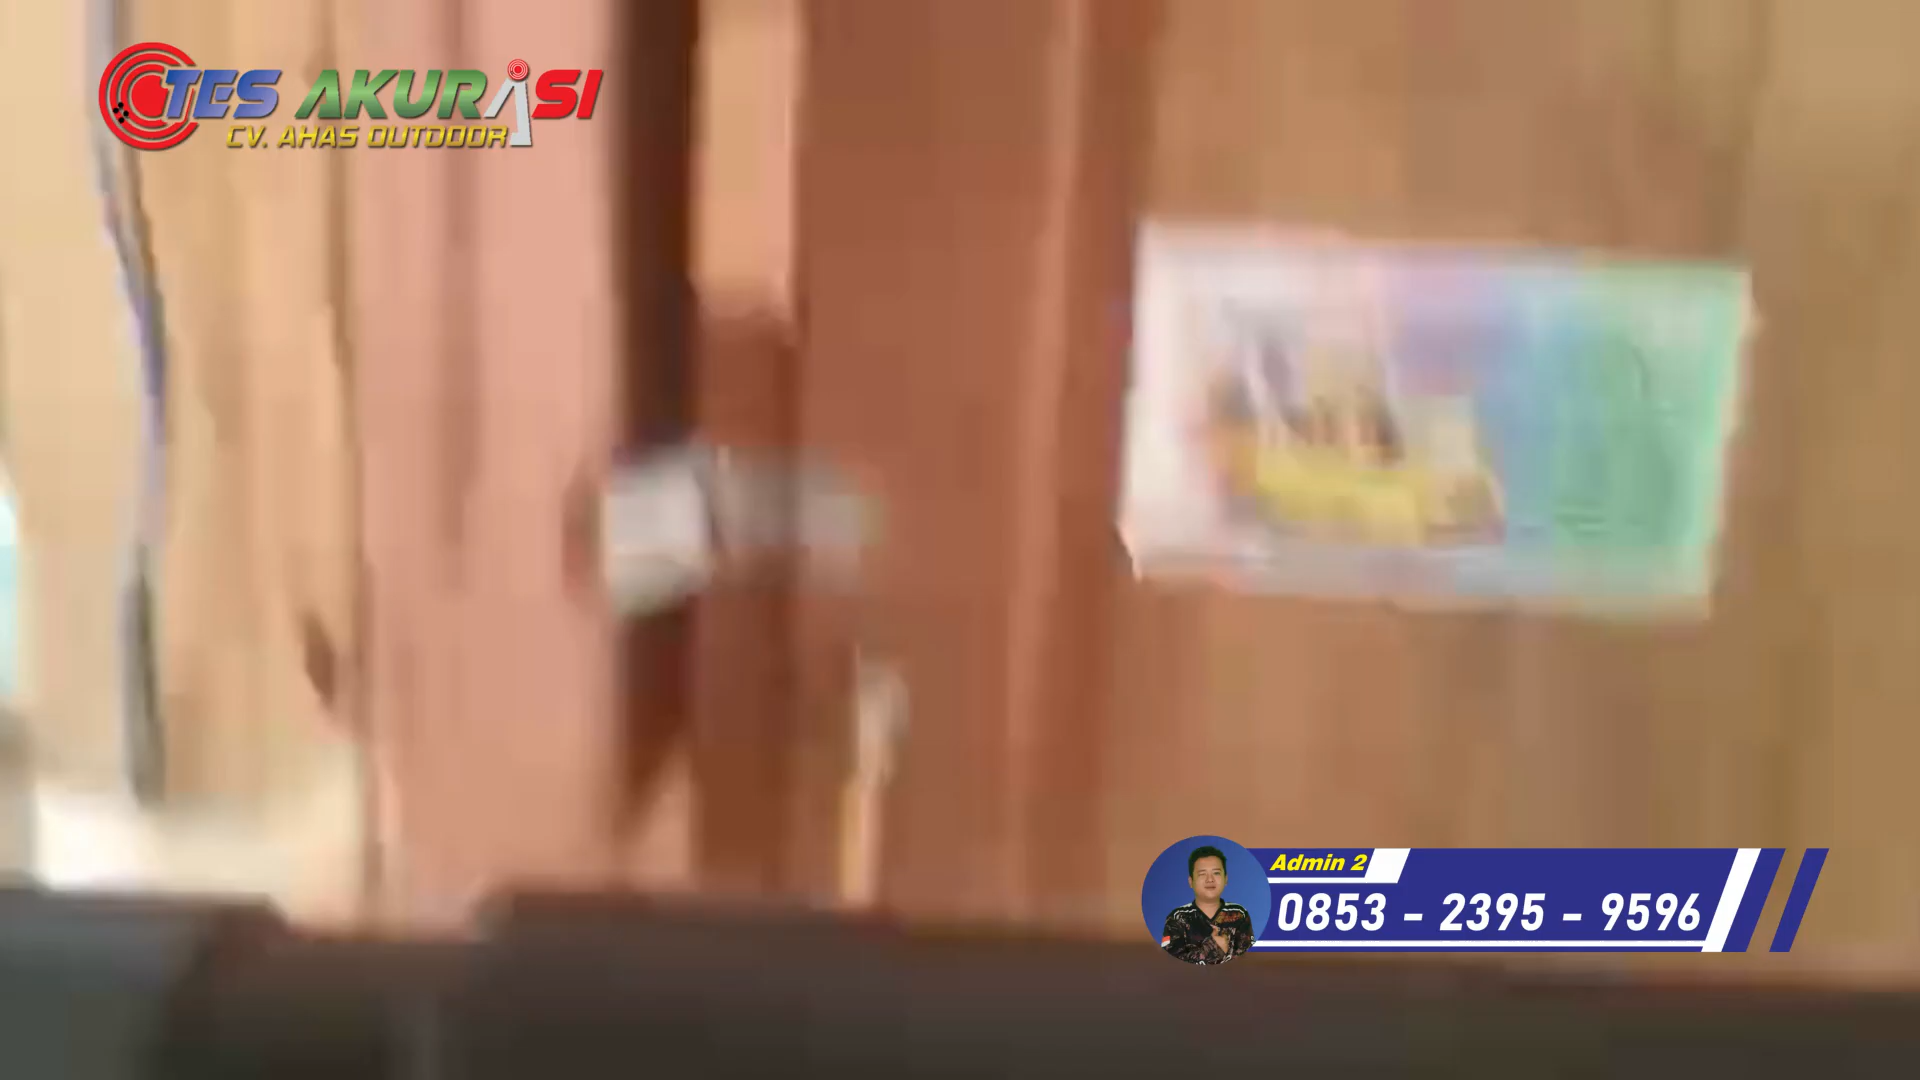 TES AKURASI
CV. AHAS OUTDOOR
Admin 2
0853 - 2395 - 9596